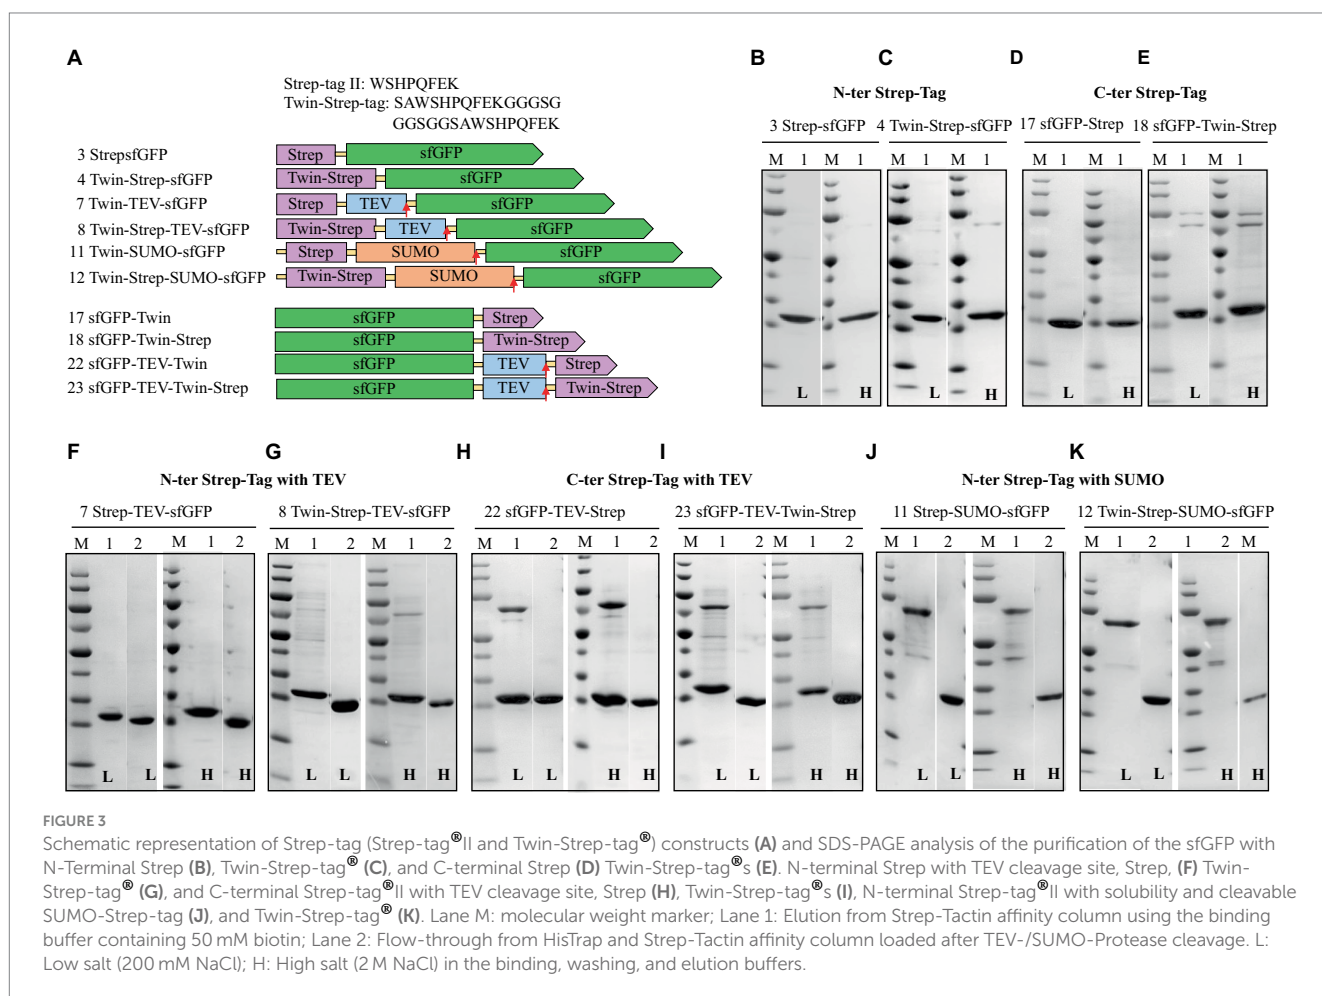 A
Strep-tag II: WSHPQFEK
Twin-Strep-tag: SAWSHPQFEKGGGSG
GGSGGSAWSHPQFEK
3 StrepsfGFP Strep sfGFP
4 Twin-Strep-sfGFP Twin-Strep sfGFP
7 Twin-TEV-sfGFP Strep TEV sfGFP
8 Twin-Strep-TEV-sfGFP Twin-Strep TEV sfGFP
11 Twin-SUMO-sfGFP Strep SUMO sfGFP
12 Twin-Strep-SUMO-sfGFP Twin-Strep SUMO sfGFP
17 sfGFP-Twin sfGFP Strep
18 sfGFP-Twin-Strep sfGFP Twin-Strep
22 sfGFP-TEV-Twin sfGFP TEV Strep
23 sfGFP-TEV-Twin-Strep sfGFP TEV Twin-Strep
B C D E
N-ter Strep-Tag C-ter Strep-Tag
3 Strep-sfGFP 4 Twin-Strep-sfGFP 17 sfGFP-Strep 18 sfGFP-Twin-Strep
M 1 M 1 M 1 M 1 M 1 M 1 M 1 M 1
L H L H L H L H
F G H I J K
N-ter Strep-Tag with TEV C-ter Strep-Tag with TEV N-ter Strep-Tag with SUMO
7 Strep-TEV-sfGFP 8 Twin-Strep-TEV-sfGFP 22 sfGFP-TEV-Strep 23 sfGFP-TEV-Twin-Strep 11 Strep-SUMO-sfGFP 12 Twin-Strep-SUMO-sfGFP
M 1 2 M 1 2 M 1 2 M 1 2 M 1 2 M 1 2 M 1 2 M 1 2 M 1 2 M 1 2 M 1 2 1 2 M
L L H H L L H H L L H H L L H H L L H H L L H H
FIGURE 3
Schematic representation of Strep-tag (Strep-tag®II and Twin-Strep-tag®) constructs (A) and SDS-PAGE analysis of the purification of the sfGFP with
N-Terminal Strep (B), Twin-Strep-tag® (C), and C-terminal Strep (D) Twin-Strep-tag®s (E). N-terminal Strep with TEV cleavage site, Strep, (F) Twin-
Strep-tag® (G), and C-terminal Strep-tag®II with TEV cleavage site, Strep (H), Twin-Strep-tag®s (I), N-terminal Strep-tag®II with solubility and cleavable
SUMO-Strep-tag (J), and Twin-Strep-tag® (K). Lane M: molecular weight marker; Lane 1: Elution from Strep-Tactin affinity column using the binding
buffer containing 50 mM biotin; Lane 2: Flow-through from HisTrap and Strep-Tactin affinity column loaded after TEV-/SUMO-Protease cleavage. L:
Low salt (200 mM NaCl); H: High salt (2 M NaCl) in the binding, washing, and elution buffers.